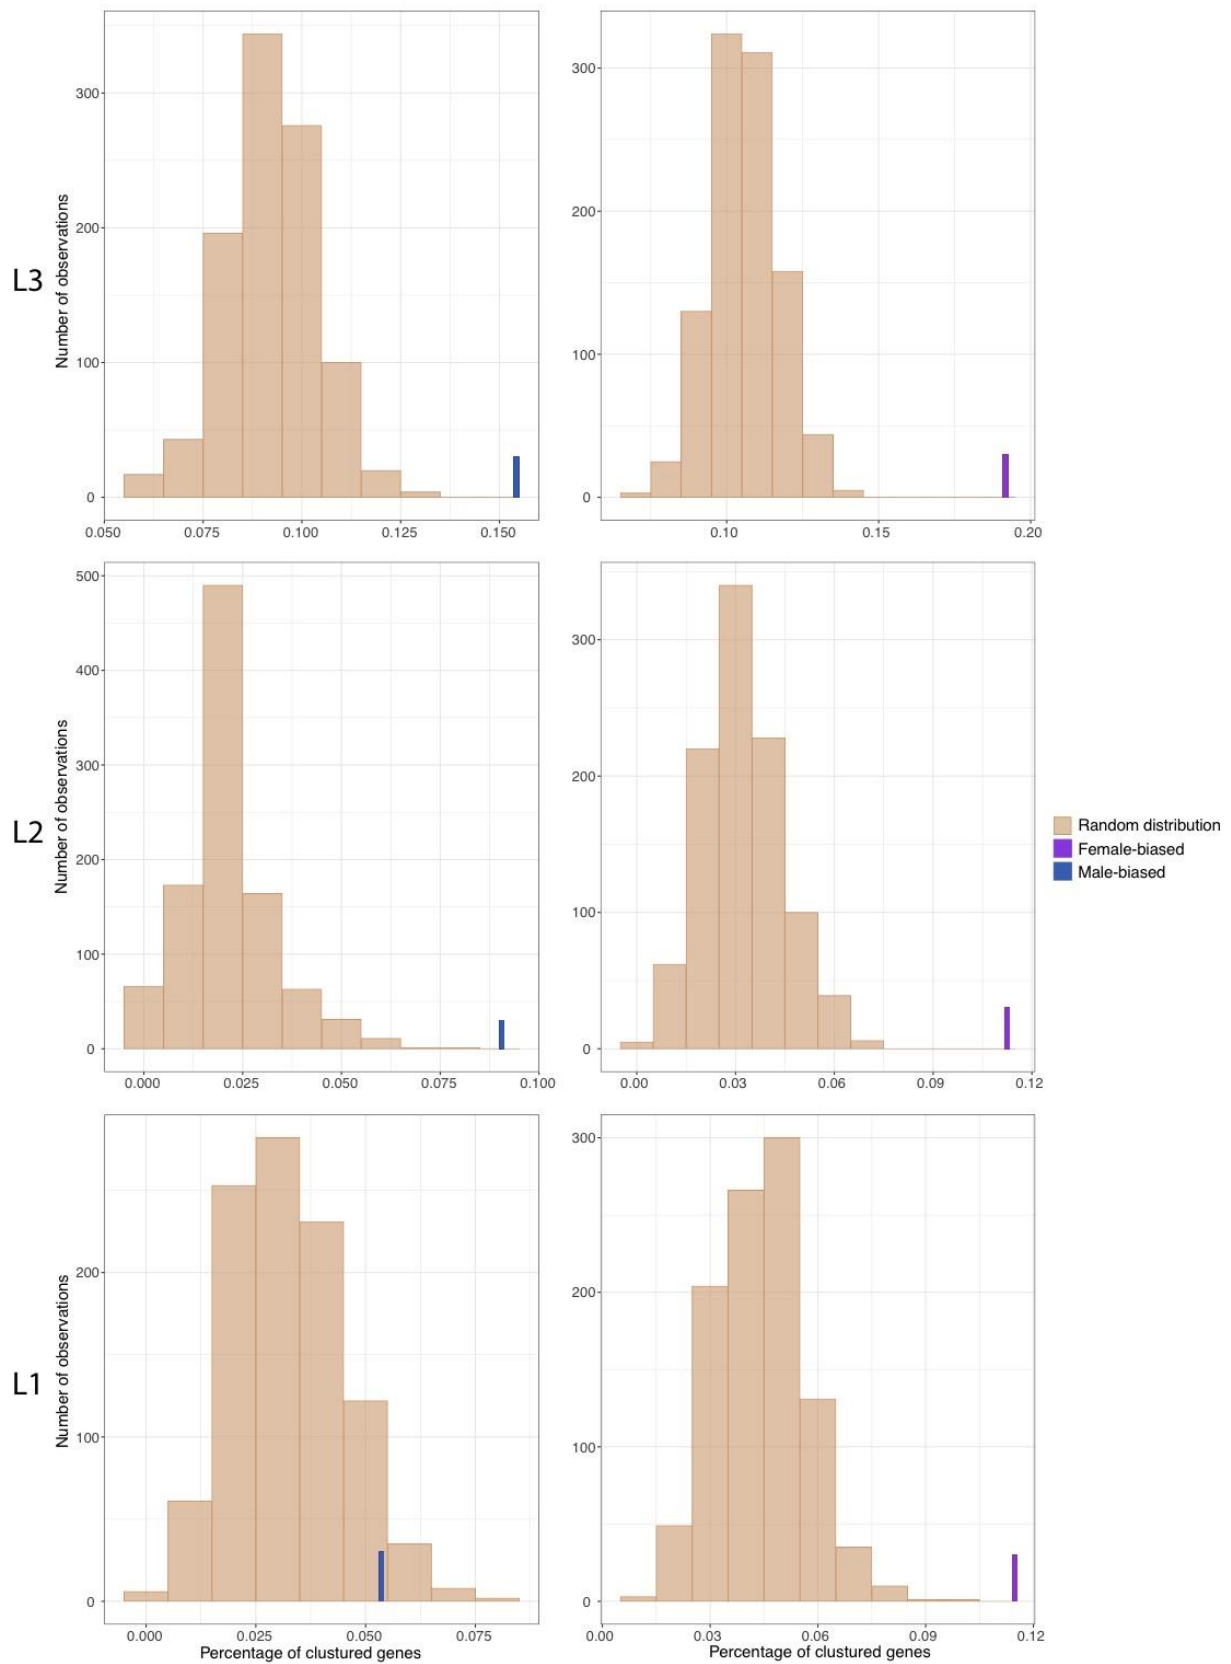 L3
Number of observations
300
200
100
0
0.050 0.075 0.100 0.125 0.150
300
200
100
0
0.10 0.15 0.20
L2
Number of observations
500
400
300
200
100
0
0.000 0.025 0.050 0.075 0.100
300
200
100
0
0.00 0.03 0.06 0.09 0.12
Random distribution
Female-biased
Male-biased
L1
Number of observations
200
100
0
0.000 0.025 0.050 0.075
Percentage of clustured genes
300
200
100
0
0.00 0.03 0.06 0.09 0.12
Percentage of clustured genes